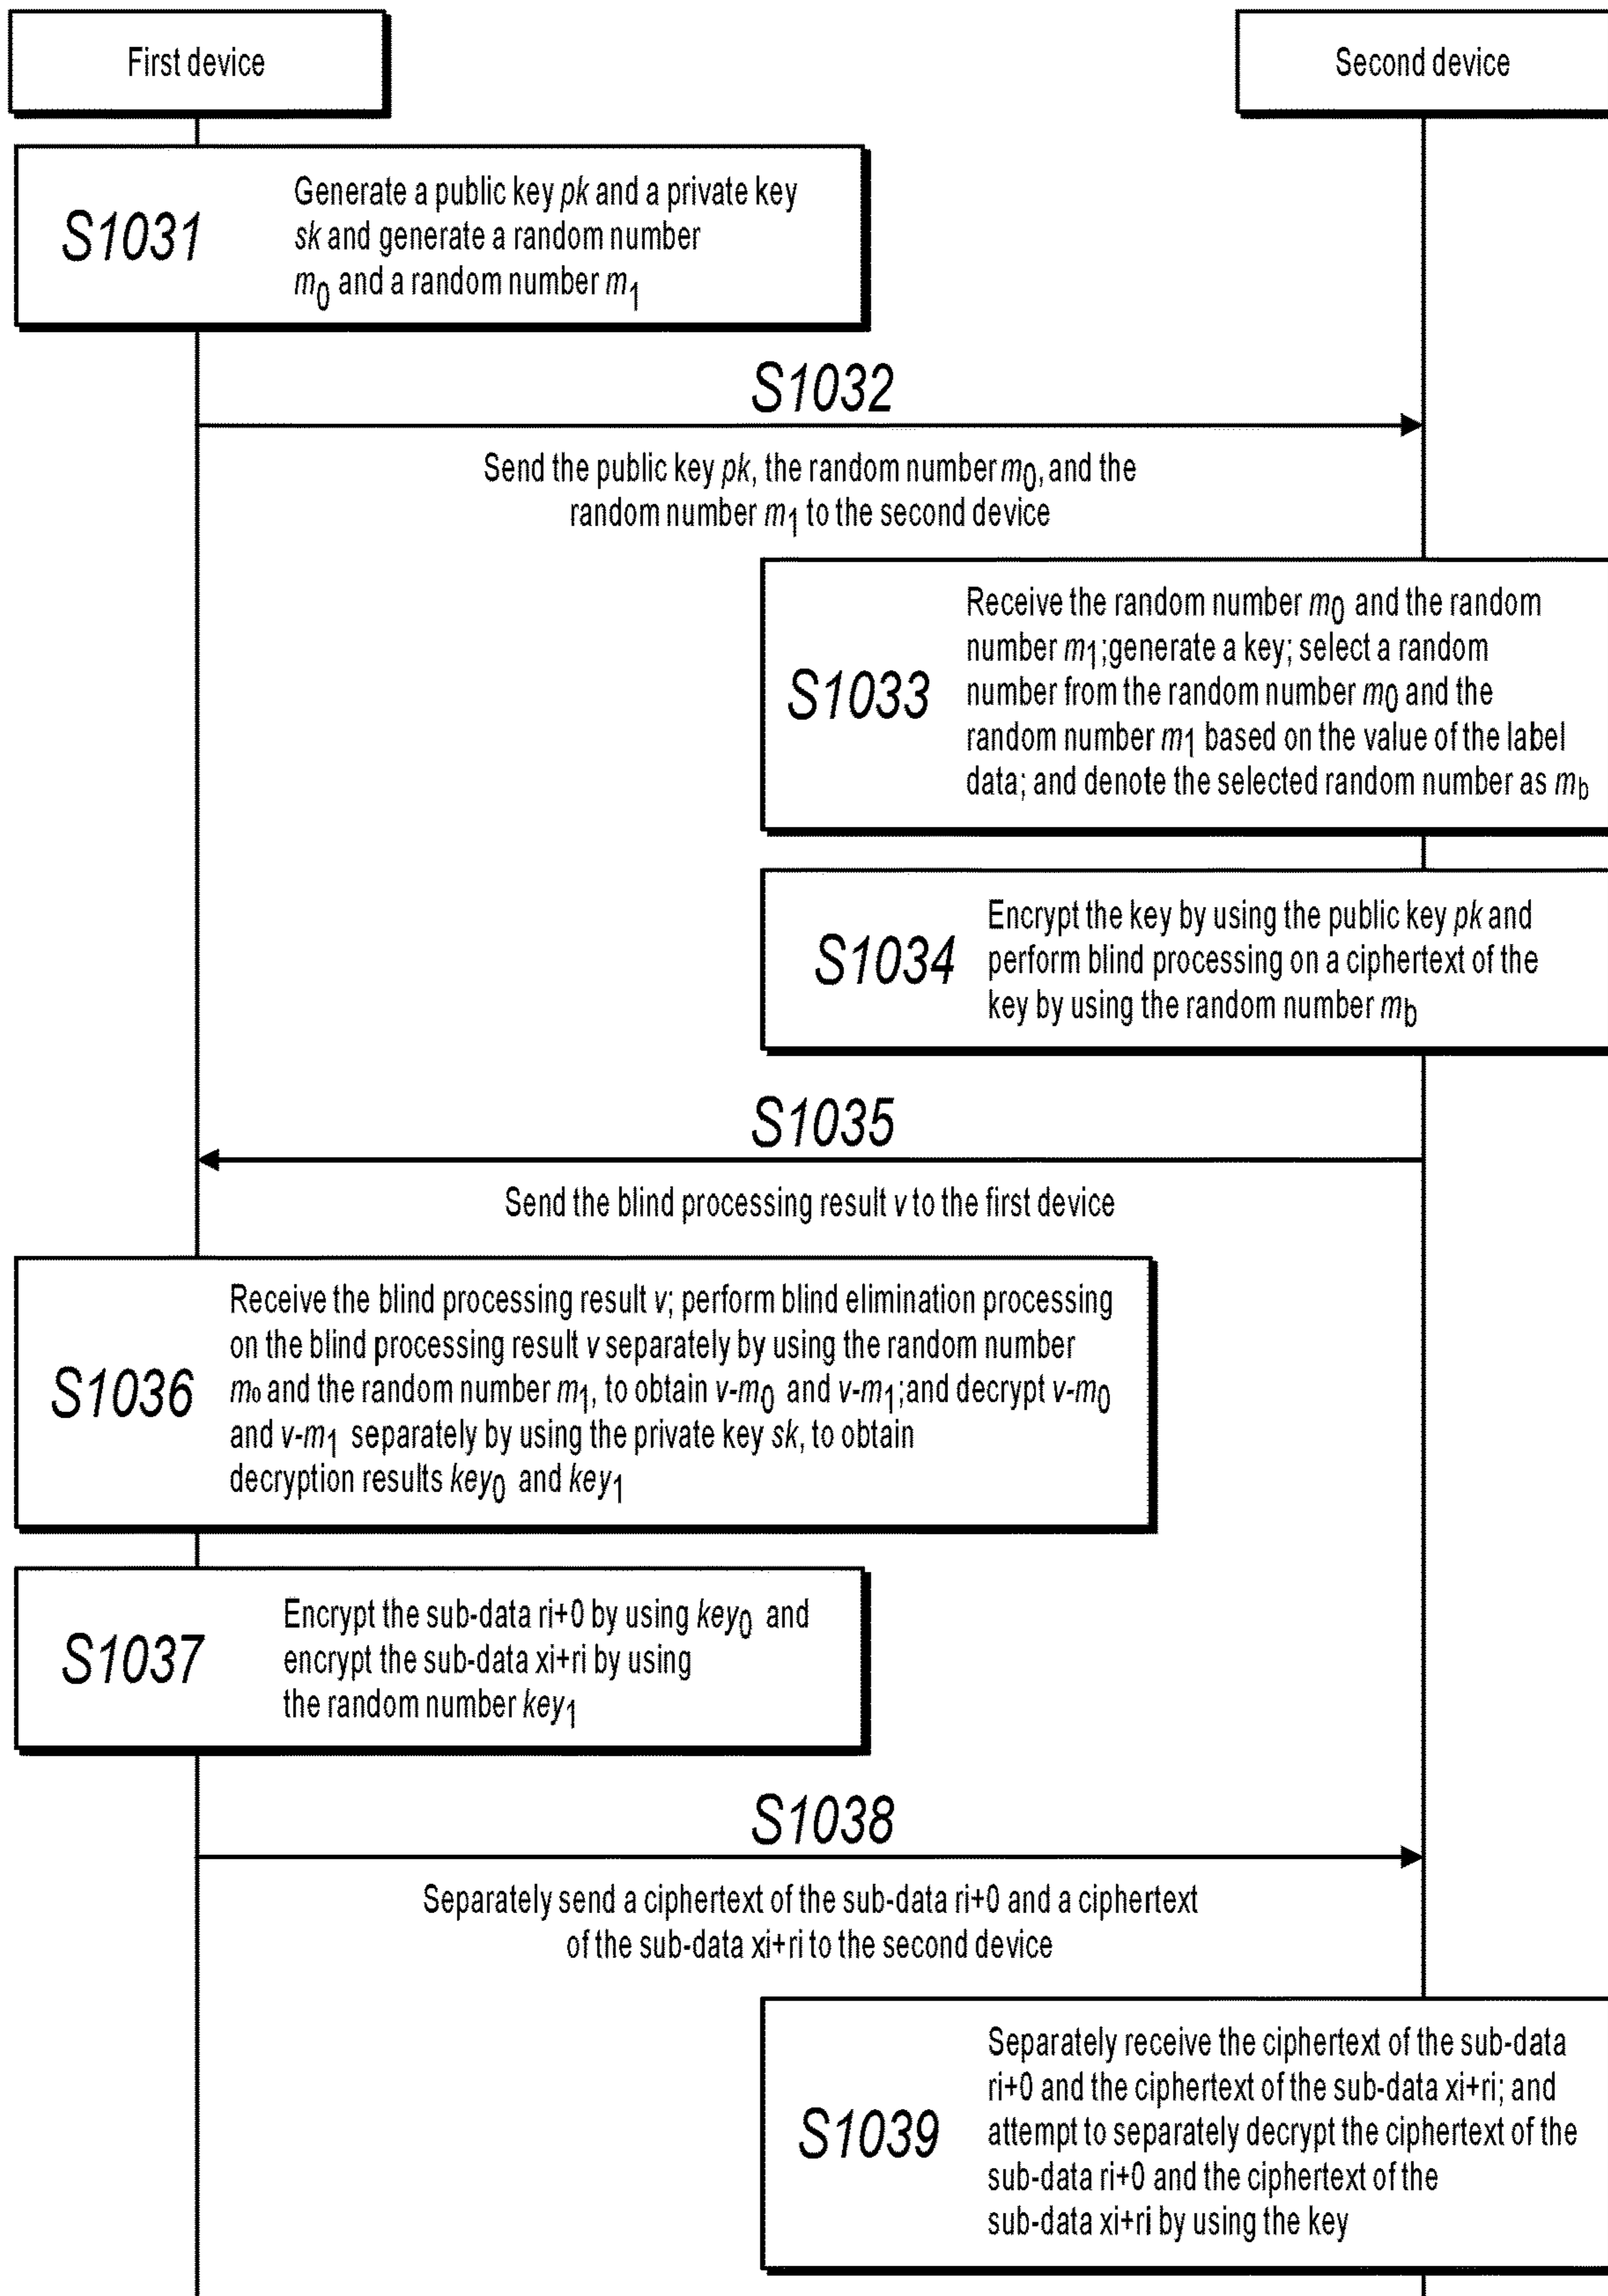 First device
Second device
S1031
Generate a public key pk and a private key
sk and generate a random number
m0 and a random number m1
S1032
Send the public key pk, the random number m0, and the
random number m1 to the second device
S1033
Receive the random number m0 and the random
number m1;generate a key; select a random
number from the random number m0 and the
random number m1 based on the value of the label
data; and denote the selected random number as mb
S1034
Encrypt the key by using the public key pk and
perform blind processing on a ciphertext of the
key by using the random number mb
S1035
Send the blind processing result v to the first device
S1036
Receive the blind processing result v; perform blind elimination processing
on the blind processing result v separately by using the random number
m0 and the random number m1, to obtain v-m0 and v-m1;and decrypt v-m0
and v-m1 separately by using the private key sk, to obtain
decryption results key0 and key1
S1037
Encrypt the sub-data ri+0 by using key0 and
encrypt the sub-data xi+ri by using
the random number key1
S1038
Separately send a ciphertext of the sub-data ri+0 and a ciphertext
of the sub-data xi+ri to the second device
S1039
Separately receive the ciphertext of the sub-data
ri+0 and the ciphertext of the sub-data xi+ri; and
attempt to separately decrypt the ciphertext of the
sub-data ri+0 and the ciphertext of the
sub-data xi+ri by using the key